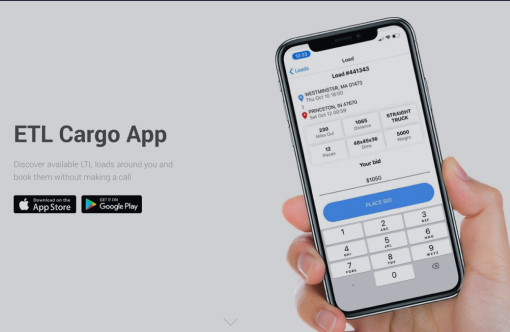 ETL Cargo App
Discover available LTL loads around you and
book them without making a call
Download on the
App Store
GET IT ON
Google Play
12:23
Loads
Load
Load #441343
WESTMINSTER, MA 01473
Thu Oct 10 18:00
PRINCETON, IN 47670
Sat Oct 12 00:59
230
Miles Out
1065
Distance
STRAIGHT
TRUCK
12
Pieces
48x45x36
Dims
5000
Weight
Your bid
$1050
PLACE BID
1
2
ABC
3
DEF
4
GHI
5
JKL
6
MNO
7
PQRS
8
TUV
9
WXYZ
.
0